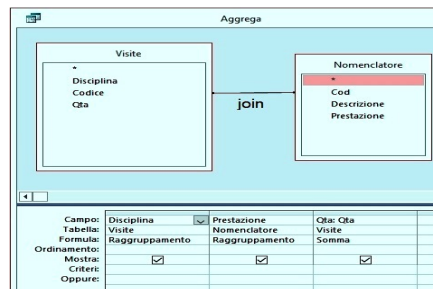 Aggrega
Visite
*
Disciplina
Codice
Qta
join
Nomenclatore
*
Cod
Descrizione
Prestazione
Campo: Disciplina Prestazione Qta: Qta
Tabella: Visite Nomenclatore Visite
Formula: Raggruppamento Raggruppamento Somma
Ordinamento:
Mostra:
Criteri:
Oppure: